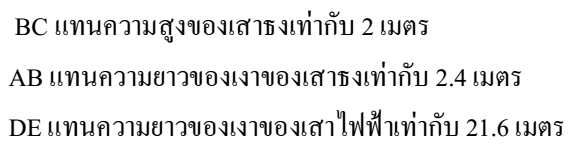 BC แทนความสูงของเสาธงเท่ากับ 2 เมตร
AB แทนความยาวของเงาของเสาธงเท่ากับ 2.4 เมตร
DE แทนความยาวของเงาของเสาไฟฟ้าเท่ากับ 21.6 เมตร